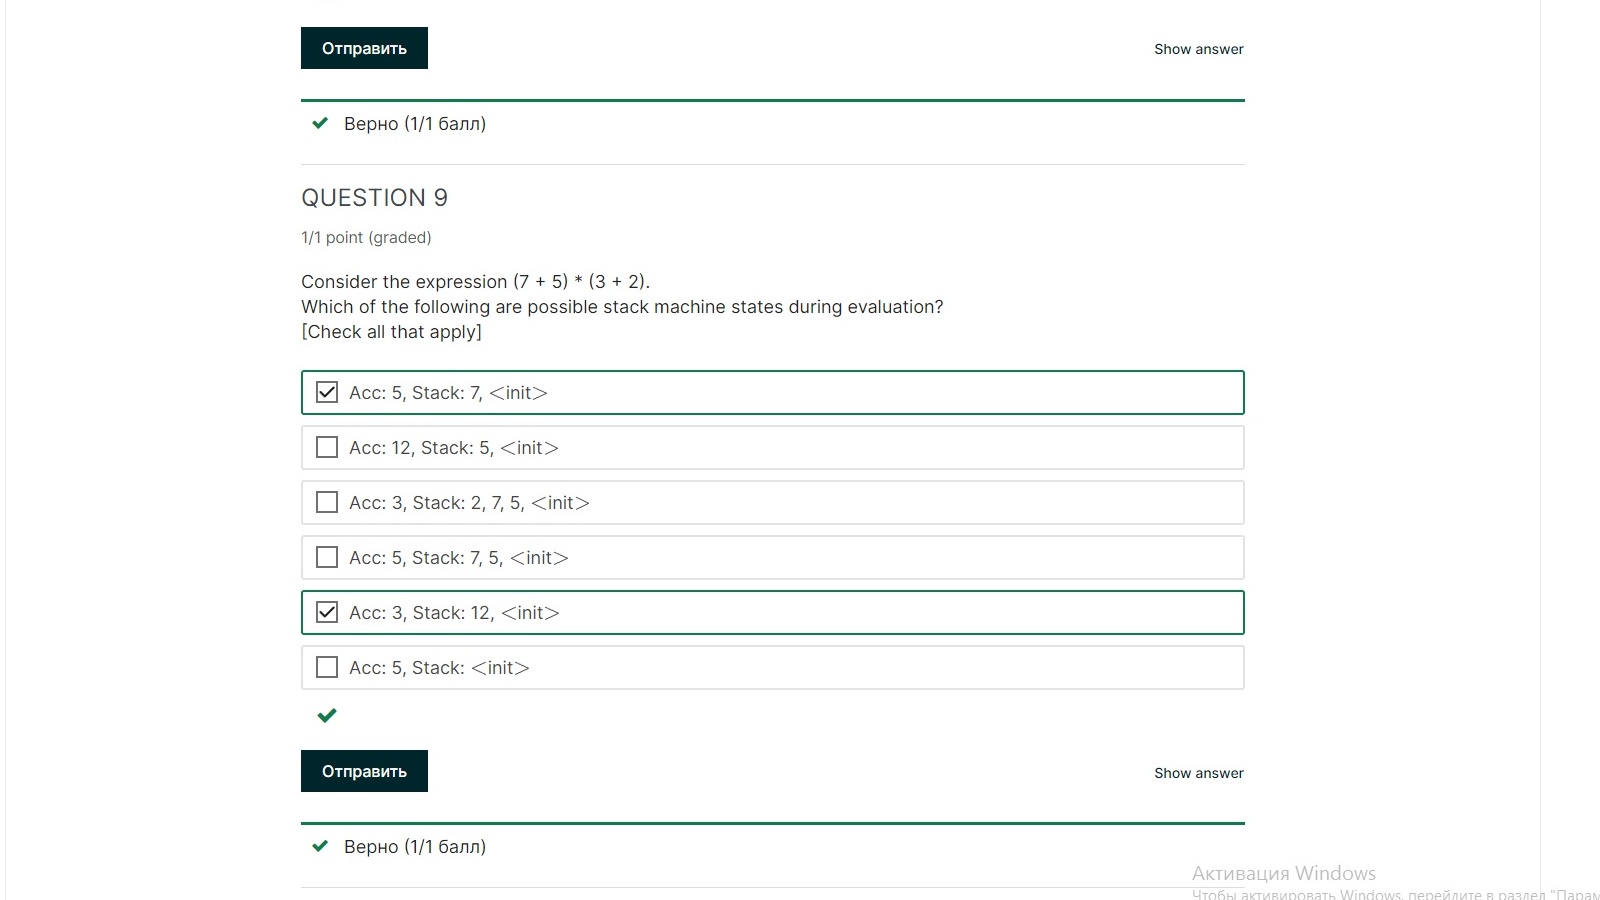 Отправить
Show answer
Верно (1/1 балл)
QUESTION 9
1/1 point (graded)
Consider the expression (7 + 5) * (3 + 2).
Which of the following are possible stack machine states during evaluation?
[Check all that apply]
Acc: 5, Stack: 7, <init>
Acc: 12, Stack: 5, <init>
Acc: 3, Stack: 2, 7, 5, <init>
Acc: 5, Stack: 7, 5, <init>
Acc: 3, Stack: 12, <init>
Acc: 5, Stack: <init>
Отправить
Show answer
Верно (1/1 балл)
Активация Windows
Чтобы активировать Windows, перейдите в раздел "Парам